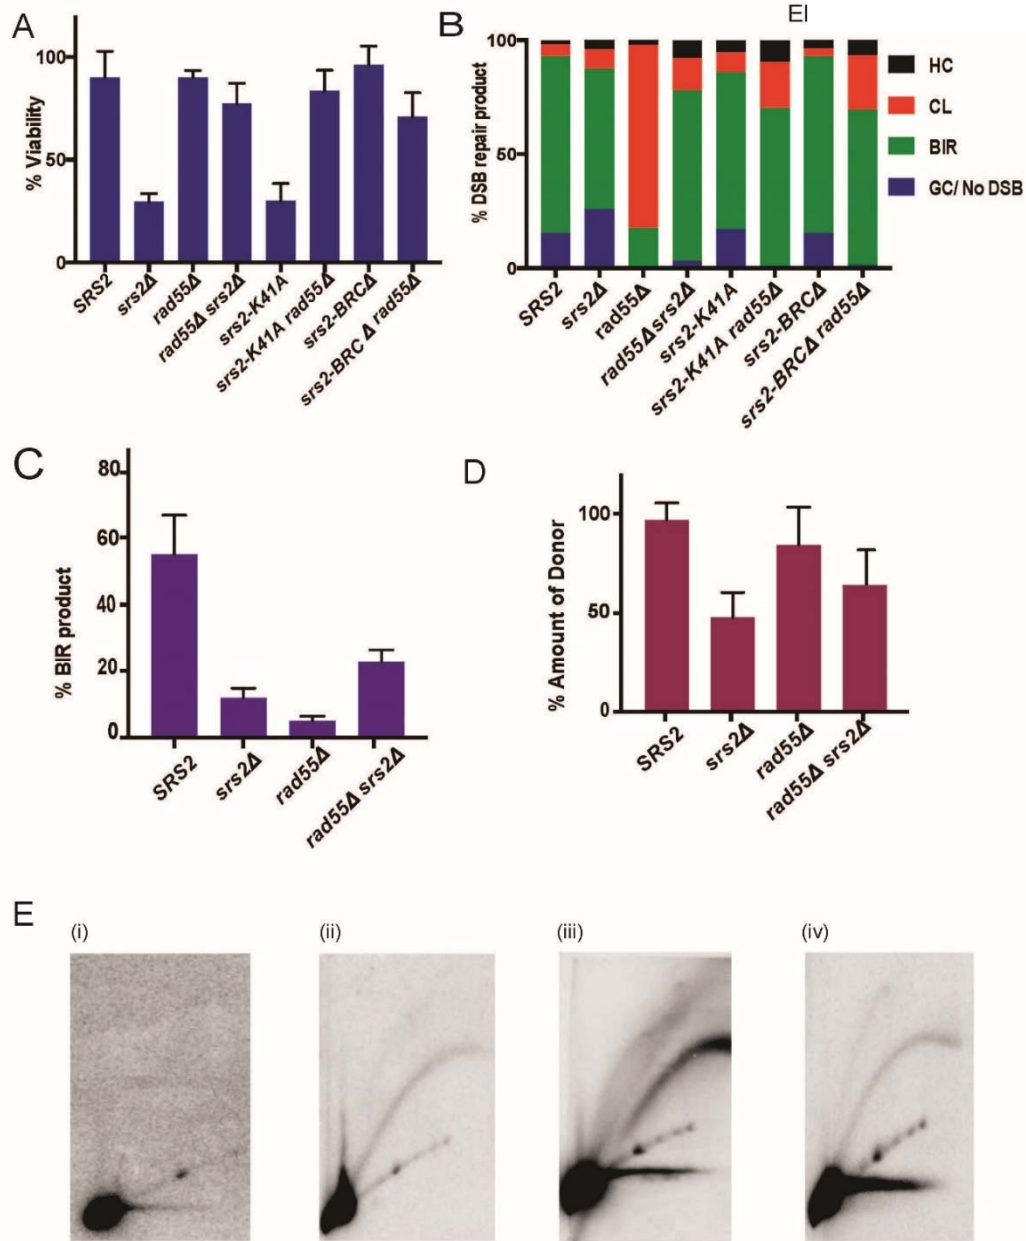 A
% Viability
100
50
0
SRS2
srs2Δ
rad55Δ
rad55Δ srs2Δ
srs2-K41A
srs2-K41A rad55Δ
srs2-BRCΔ
srs2-BRC Δ rad55Δ
B
EI
% DSB repair product
100
50
0
SRS2
srs2Δ
rad55Δ
rad55Δ srs2Δ
srs2-K41A
srs2-K41A rad55Δ
srs2-BRCΔ
srs2-BRCΔ rad55Δ
HC
CL
BIR
GC/ No DSB
C
% BIR product
80
60
40
20
0
SRS2
srs2Δ
rad55Δ
rad55Δ srs2Δ
D
% Amount of Donor
100
50
0
SRS2
srs2Δ
rad55Δ
rad55Δ srs2Δ
E
(i)
(ii)
(iii)
(iv)